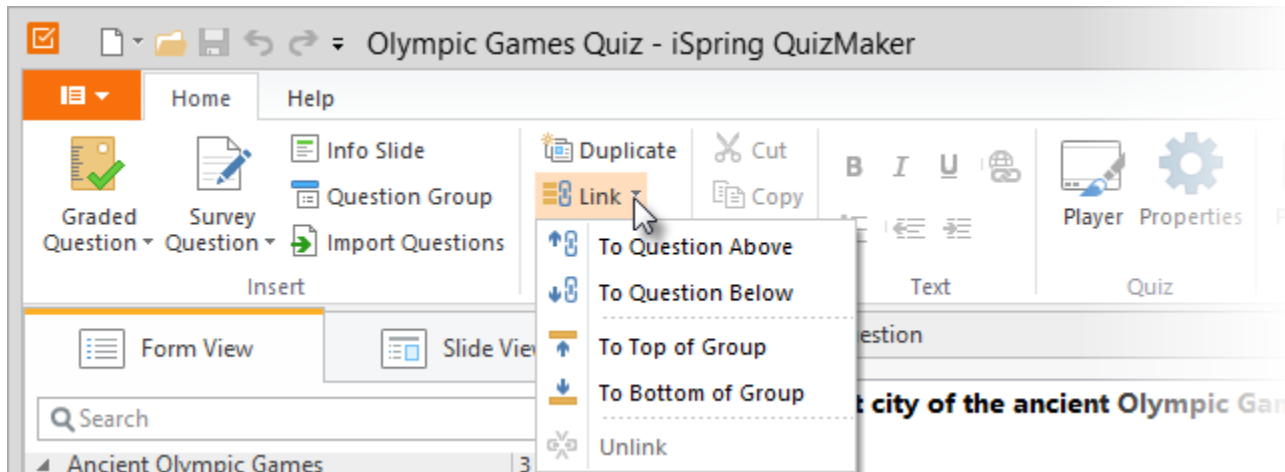 Olympic Games Quiz - iSpring QuizMaker
Home
Help
Graded Question
Survey Question
Info Slide
Question Group
Import Questions
Insert
Duplicate
Link
Cut
Copy
B I U
Text
Player
Properties
Quiz
To Question Above
To Question Below
To Top of Group
To Bottom of Group
Unlink
Form View
Slide Vie
estion
Search
t city of the ancient Olympic Gam
Ancient Olympic Games
3